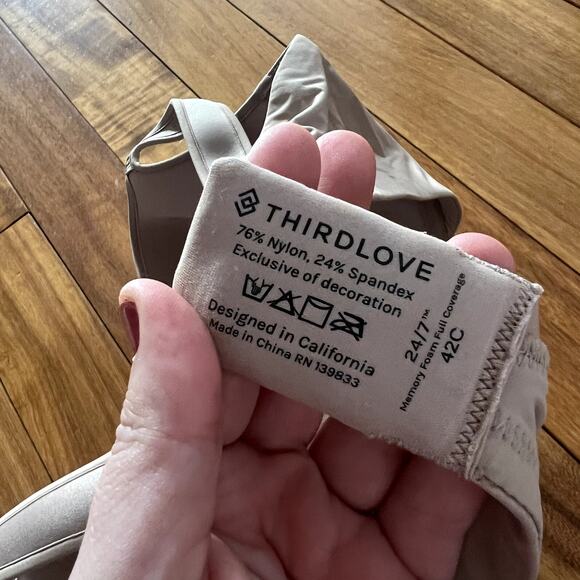 THIRDLOVE
76% Nylon, 24% Spandex
Exclusive of decoration
Designed in California
Made in China RN 139833
24/7™
Memory Foam Full Coverage
42C